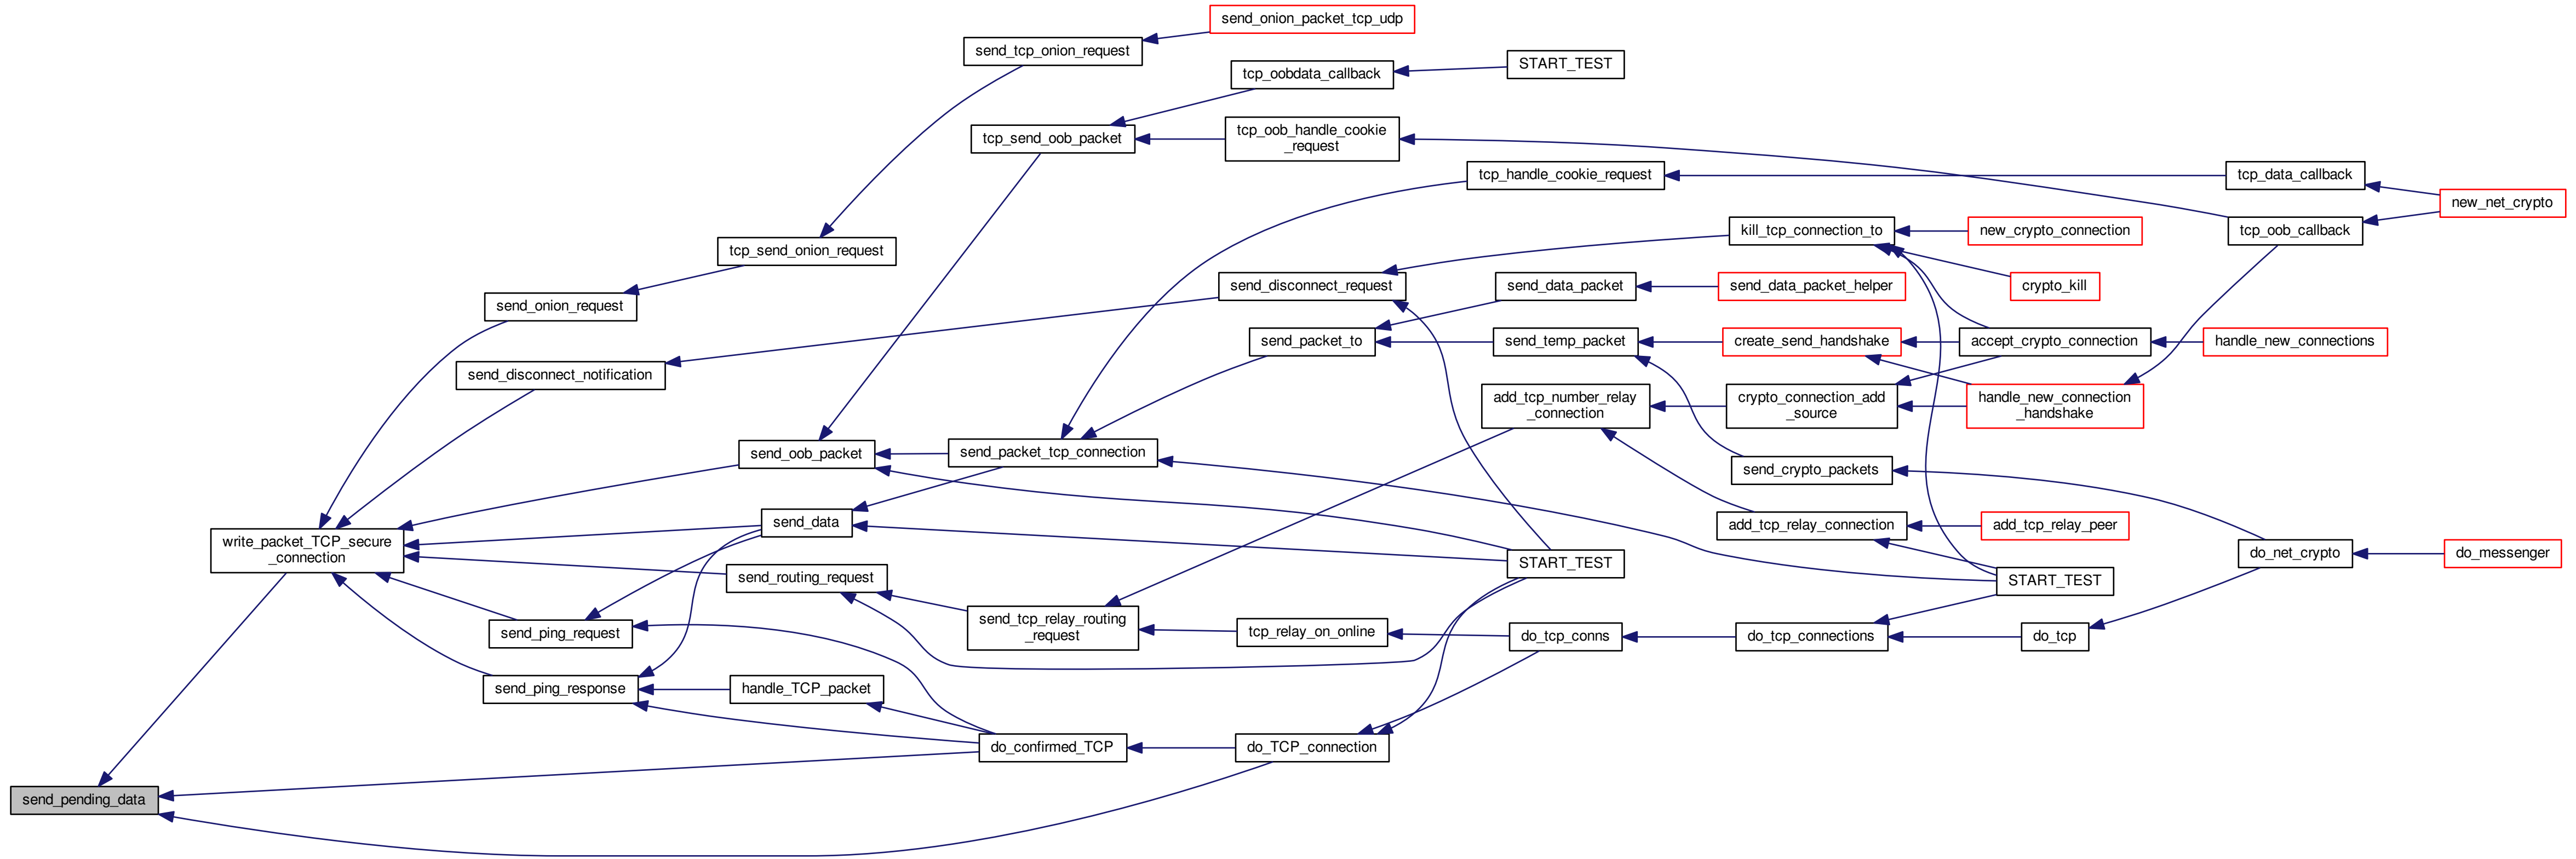 send_onion_packet_tcp_udp
send_tcp_onion_request
START_TEST
tcp_oobdata_callback
tcp_send_oob_packet
tcp_oob_handle_cookie
_request
tcp_handle_cookie_request
tcp_data_callback
new_net_crypto
kill_tcp_connection_to
new_crypto_connection
tcp_oob_callback
tcp_send_onion_request
send_disconnect_request
send_data_packet
send_data_packet_helper
crypto_kill
send_onion_request
send_packet_to
send_temp_packet
create_send_handshake
accept_crypto_connection
handle_new_connections
send_disconnect_notification
add_tcp_number_relay
_connection
crypto_connection_add
_source
handle_new_connection
_handshake
send_oob_packet
send_packet_tcp_connection
send_crypto_packets
send_data
add_tcp_relay_connection
add_tcp_relay_peer
write_packet_TCP_secure
_connection
do_net_crypto
do_messenger
START_TEST
send_routing_request
START_TEST
send_tcp_relay_routing
_request
send_ping_request
tcp_relay_on_online
do_tcp_conns
do_tcp_connections
do_tcp
send_ping_response
handle_TCP_packet
do_confirmed_TCP
do_TCP_connection
send_pending_data